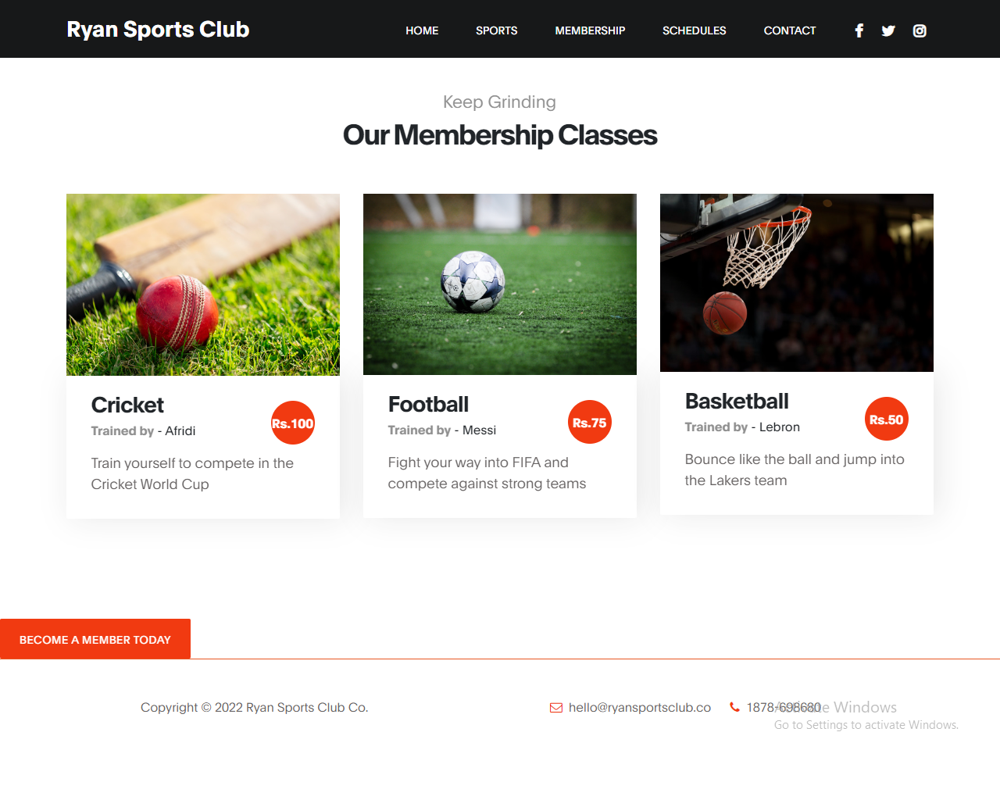 Ryan Sports Club
HOME SPORTS MEMBERSHIP SCHEDULES CONTACT
Keep Grinding
Our Membership Classes
Cricket
Trained by - Afridi
Rs.100
Train yourself to compete in the
Cricket World Cup
Football
Trained by - Messi
Rs.75
Fight your way into FIFA and
compete against strong teams
Basketball
Trained by - Lebron
Rs.50
Bounce like the ball and jump into
the Lakers team
BECOME A MEMBER TODAY
Copyright © 2022 Ryan Sports Club Co.
hello@ryansportsclub.co
1878-698680
Activate Windows
Go to Settings to activate Windows.